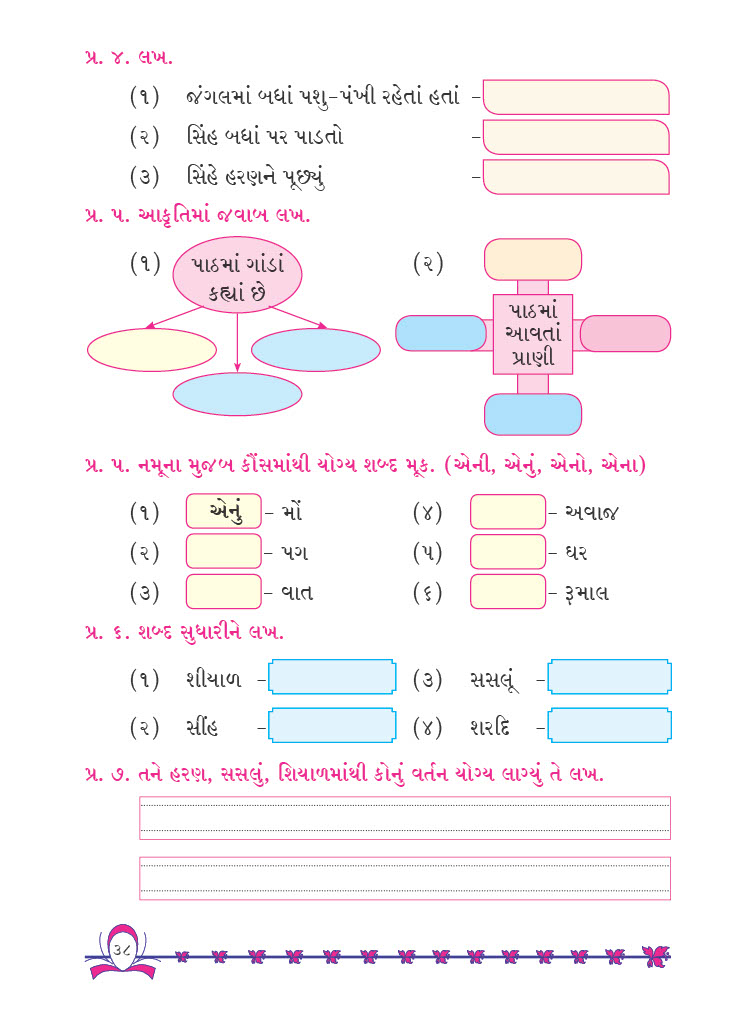 પ્ર. ૪. લખ.
(૧) જંગલમાં બધાં પશુ-પંખી રહેતાં હતાં -
(૨) સિંહ બધાં પર પાડતો -
(૩) સિંહે હરણને પૂછ્યું -
પ્ર. ૫. આકૃતિમાં જવાબ લખ.
(૧) પાઠમાં ગાંડાં
કહ્યાં છે
(૨) પાઠમાં
આવતાં
પ્રાણી
પ્ર. ૫. નમૂના મુજબ કૌંસમાંથી યોગ્ય શબ્દ મૂક. (એની, એનું, એનો, એના)
(૧) એનું - મોં (૪) - અવાજ
(૨) - પગ (૫) - ઘર
(૩) - વાત (૬) - રૂમાલ
પ્ર. ૬. શબ્દ સુધારીને લખ.
(૧) શીયાળ - (૩) સસલૂં -
(૨) સીંહ - (૪) શરદિ -
પ્ર. ૭. તને હરણ, સસલું, શિયાળમાંથી કોનું વર્તન યોગ્ય લાગ્યું તે લખ.
૩૮